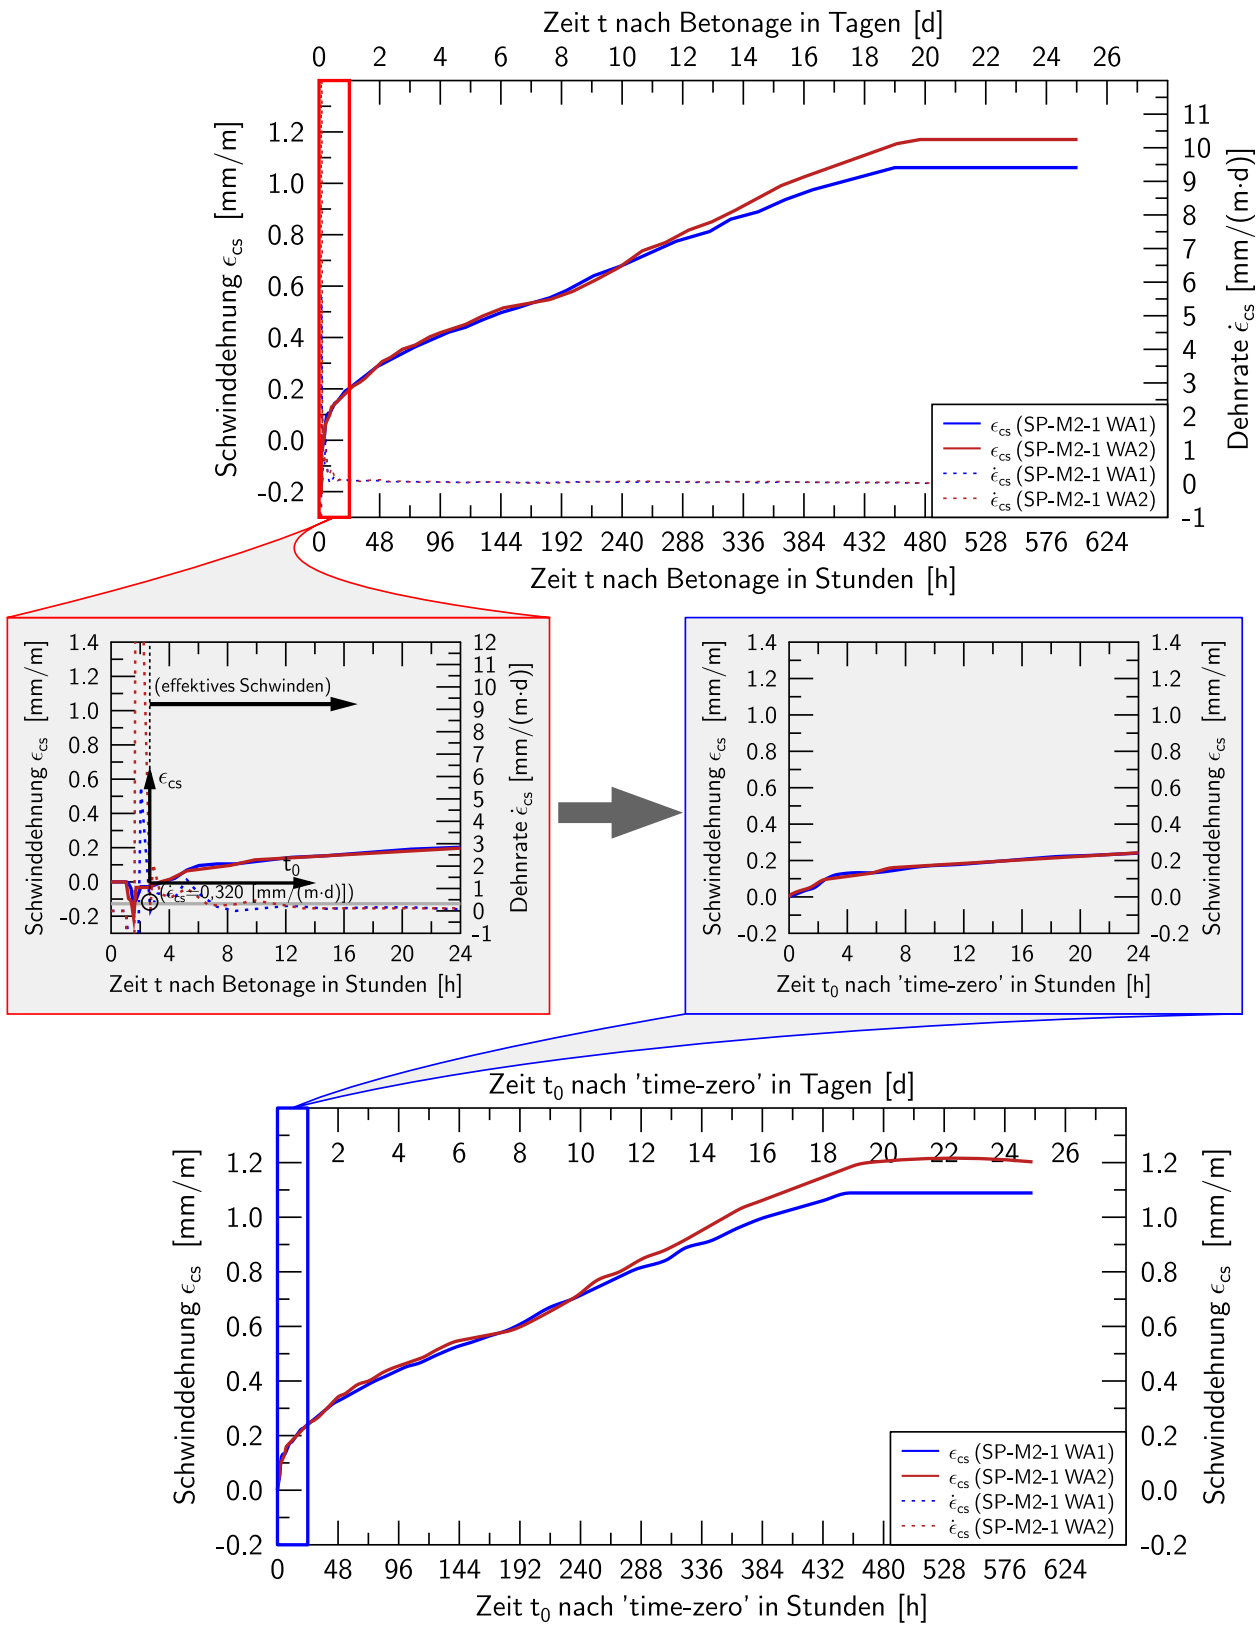 Zeit t nach Betonage in Tagen [d]
0 2 4 6 8 10 12 14 16 18 20 22 24 26
Schwinddehnung ϵcs [mm/m]
1.2
1.0
0.8
0.6
0.4
0.2
0.0
-0.2
Dehnrate ϵ̇cs [mm/(m·d)]
11
10
9
8
7
6
5
4
3
2
1
0
-1
ϵcs (SP-M2-1 WA1)
ϵcs (SP-M2-1 WA2)
ϵ̇cs (SP-M2-1 WA1)
ϵ̇cs (SP-M2-1 WA2)
0 48 96 144 192 240 288 336 384 432 480 528 576 624
Zeit t nach Betonage in Stunden [h]
Schwinddehnung ϵcs [mm/m]
1.4
1.2
1.0
0.8
0.6
0.4
0.2
0.0
-0.2
(effektives Schwinden)
ϵcs
t0
(ϵ̇cs=0,320 [mm/(m·d)])
12
11
10
9
8
7
6
5
4
3
2
1
0
-1
Dehnrate ϵ̇cs [mm/(m·d)]
0 4 8 12 16 20 24
Zeit t nach Betonage in Stunden [h]
Schwinddehnung ϵcs [mm/m]
1.4
1.2
1.0
0.8
0.6
0.4
0.2
0.0
-0.2
1.4
1.2
1.0
0.8
0.6
0.4
0.2
0.0
-0.2
Schwinddehnung ϵcs [mm/m]
0 4 8 12 16 20 24
Zeit t0 nach 'time-zero' in Stunden [h]
Zeit t0 nach 'time-zero' in Tagen [d]
2 4 6 8 10 12 14 16 18 20 22 24 26
Schwinddehnung ϵcs [mm/m]
1.2
1.0
0.8
0.6
0.4
0.2
0.0
-0.2
1.2
1.0
0.8
0.6
0.4
0.2
0.0
-0.2
Schwinddehnung ϵcs [mm/m]
ϵcs (SP-M2-1 WA1)
ϵcs (SP-M2-1 WA2)
ϵ̇cs (SP-M2-1 WA1)
ϵ̇cs (SP-M2-1 WA2)
0 48 96 144 192 240 288 336 384 432 480 528 576 624
Zeit t0 nach 'time-zero' in Stunden [h]